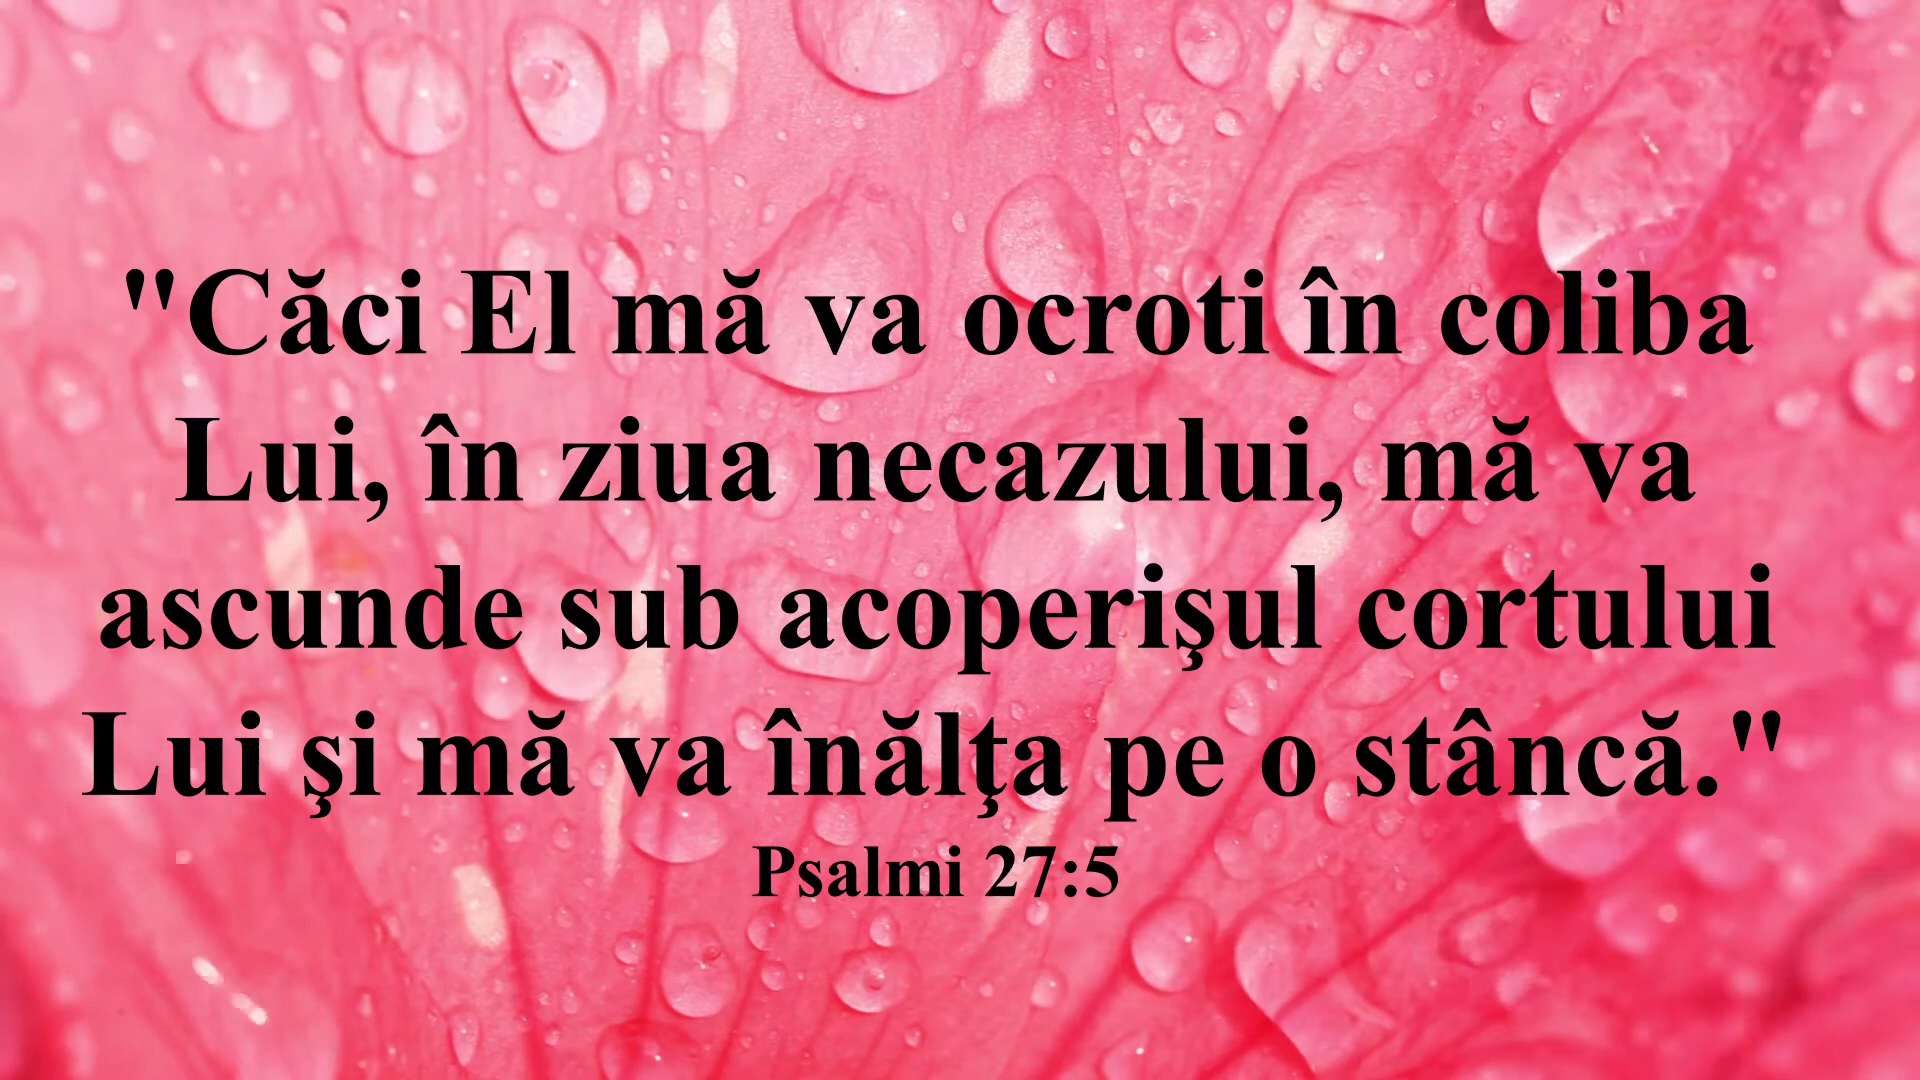 "Căci El mă va ocroti în coliba
Lui, în ziua necazului, mă va
ascunde sub acoperişul cortului
Lui şi mă va înălţa pe o stâncă."
Psalmi 27:5